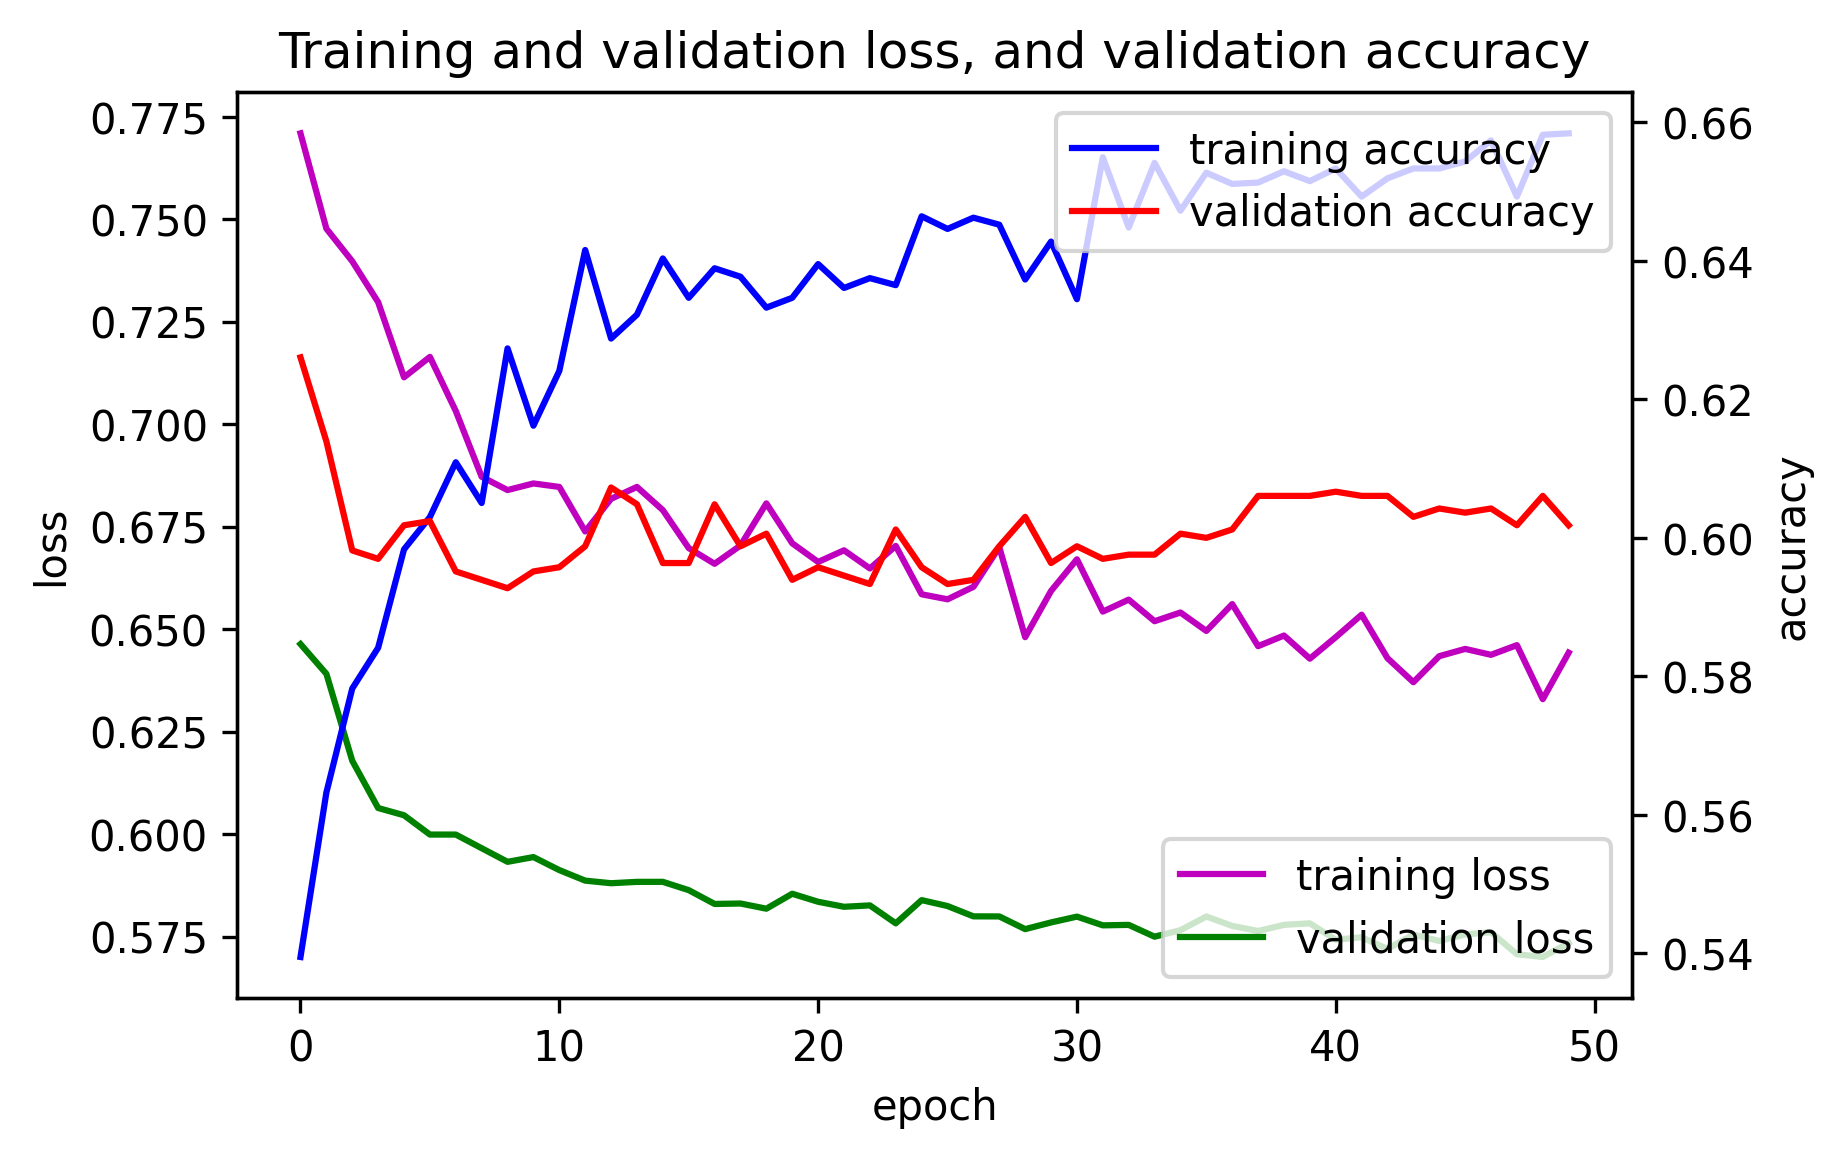 Training and validation loss, and validation accuracy
0.775
0.750
0.725
0.700
0.675
0.650
0.625
0.600
0.575
loss
0.66
0.64
0.62
0.60
0.58
0.56
0.54
accuracy
training accuracy
validation accuracy
training loss
validation loss
0 10 20 30 40 50
epoch